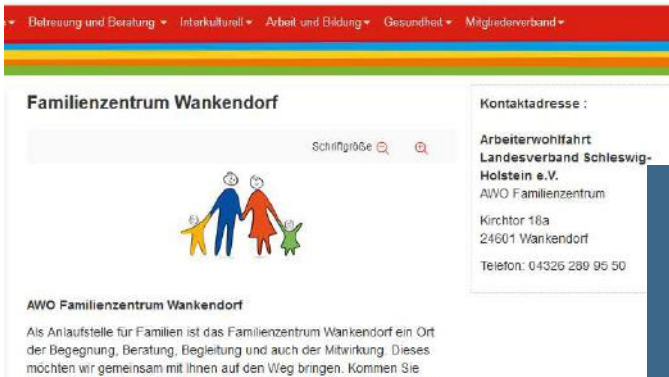 Betreuung und Beratung Interkulturell Arbeit und Bildung Gesundheit Mitgliederverband
Familienzentrum Wankendorf
Schriftgröße
AWO Familienzentrum Wankendorf
Als Anlaufstelle für Familien ist das Familienzentrum Wankendorf ein Ort
der Begegnung, Beratung, Begleitung und auch der Mitwirkung. Dieses
möchten wir gemeinsam mit Ihnen auf den Weg bringen. Kommen Sie
Kontaktadresse :
Arbeiterwohlfahrt
Landesverband Schleswig-
Holstein e.V.
AWO Familienzentrum
Kirchtor 18a
24601 Wankendorf
Telefon: 04326 289 95 50